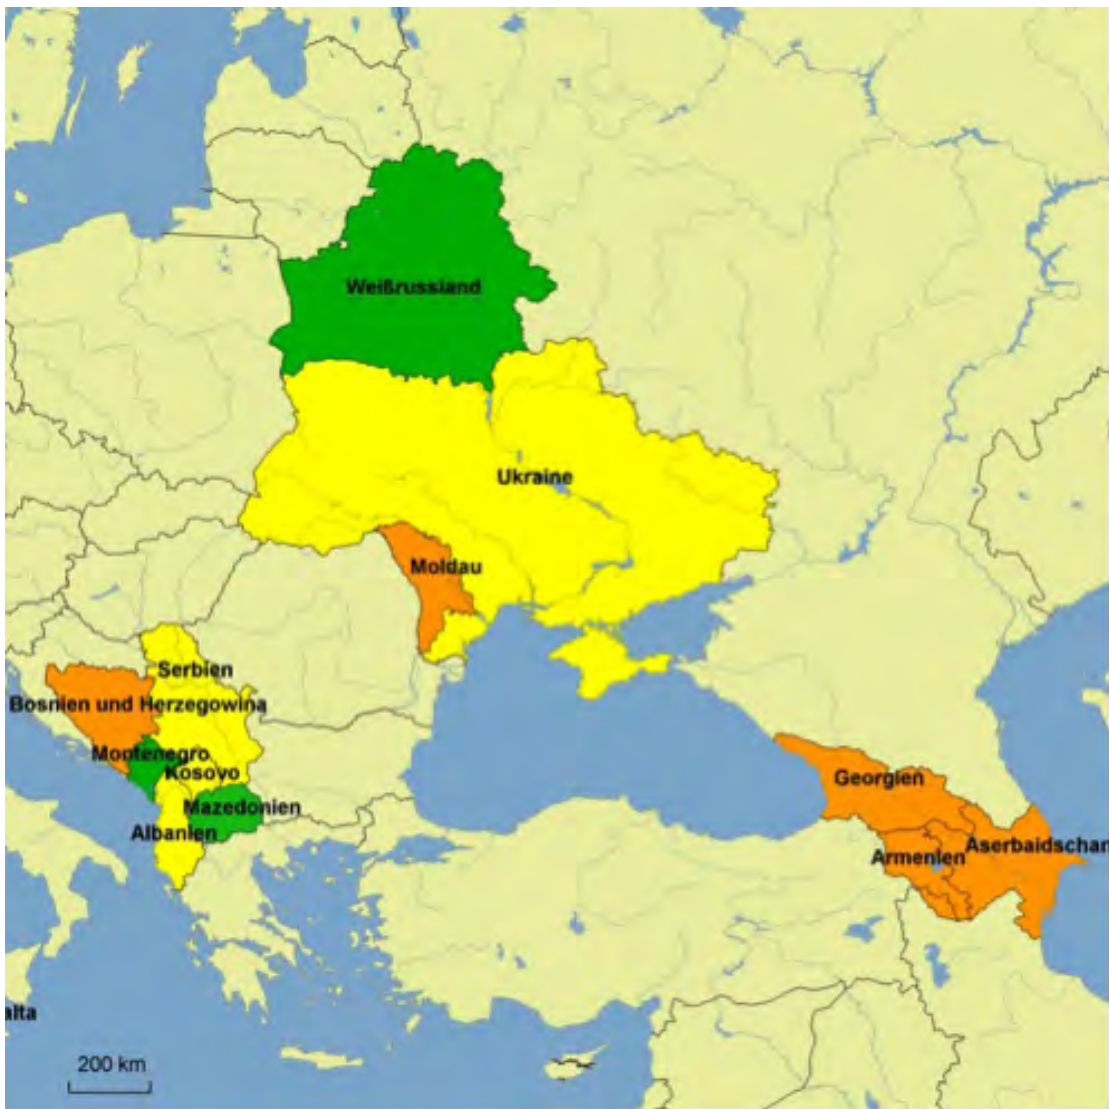 Weißrussland
Ukraine
Moldau
Serbien
Bosnien und Herzegowina
Montenegro
Kosovo
Mazedonien
Albanien
Georgien
Armenien
Aserbaidschan
alta
200 km